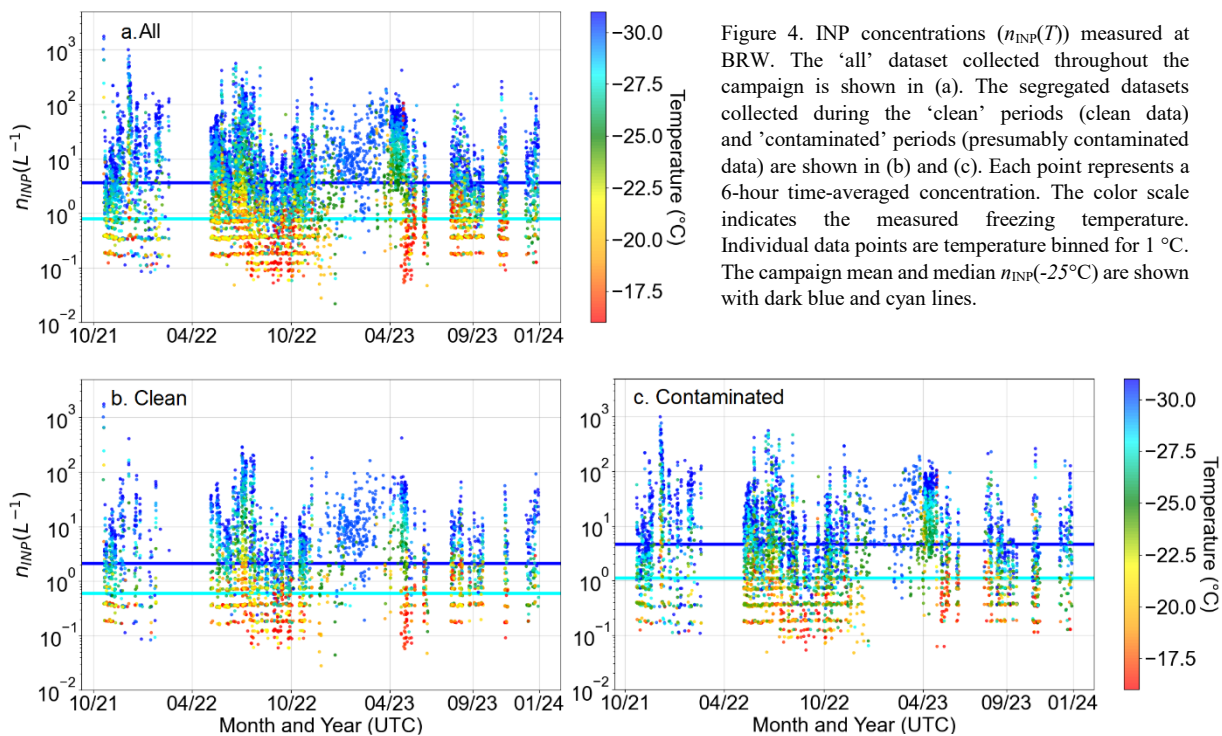 a. All
n_INP(L⁻¹)
10³
10²
10¹
10⁰
10⁻¹
10⁻²
10/21 04/22 10/22 04/23 09/23 01/24
−30.0
−27.5
−25.0
−22.5
−20.0
−17.5
Temperature (°C)
Figure 4. INP concentrations (n_INP(T)) measured at
BRW. The ‘all’ dataset collected throughout the
campaign is shown in (a). The segregated datasets
collected during the ‘clean’ periods (clean data)
and ’contaminated’ periods (presumably contaminated
data) are shown in (b) and (c). Each point represents a
6-hour time-averaged concentration. The color scale
indicates the measured freezing temperature.
Individual data points are temperature binned for 1 °C.
The campaign mean and median n_INP(-25°C) are shown
with dark blue and cyan lines.
b. Clean
n_INP(L⁻¹)
10³
10²
10¹
10⁰
10⁻¹
10⁻²
10/21 04/22 10/22 04/23 09/23 01/24
Month and Year (UTC)
c. Contaminated
10³
10²
10¹
10⁰
10⁻¹
10⁻²
10/21 04/22 10/22 04/23 09/23 01/24
Month and Year (UTC)
−30.0
−27.5
−25.0
−22.5
−20.0
−17.5
Temperature (°C)